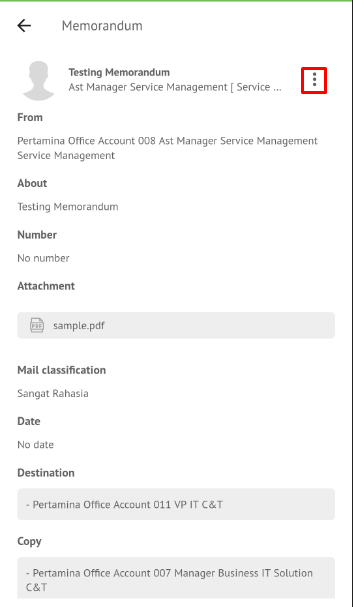 Memorandum
Testing Memorandum
Ast Manager Service Management [ Service ...
From
Pertamina Office Account 008 Ast Manager Service Management
Service Management
About
Testing Memorandum
Number
No number
Attachment
PDF
sample.pdf
Mail classification
Sangat Rahasia
Date
No date
Destination
- Pertamina Office Account 011 VP IT C&T
Copy
- Pertamina Office Account 007 Manager Business IT Solution
C&T